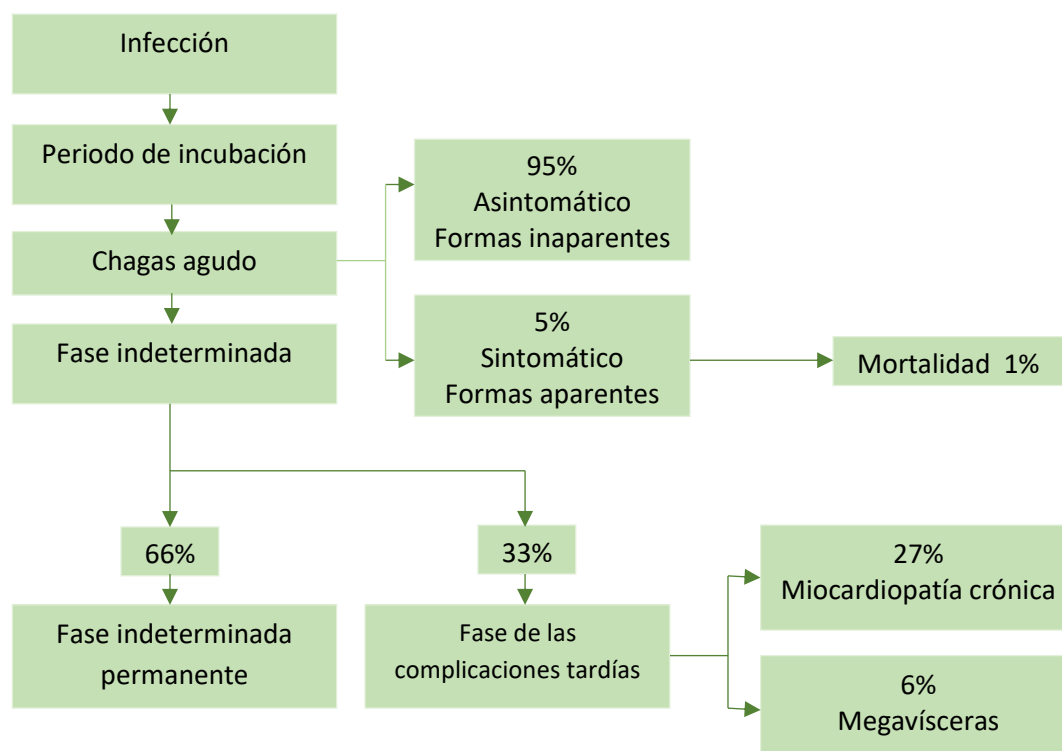 Infección
Periodo de incubación
Chagas agudo
Fase indeterminada
95%
Asintomático
Formas inaparentes
5%
Sintomático
Formas aparentes
Mortalidad 1%
66%
Fase indeterminada
permanente
33%
Fase de las
complicaciones tardías
27%
Miocardiopatía crónica
6%
Megavísceras